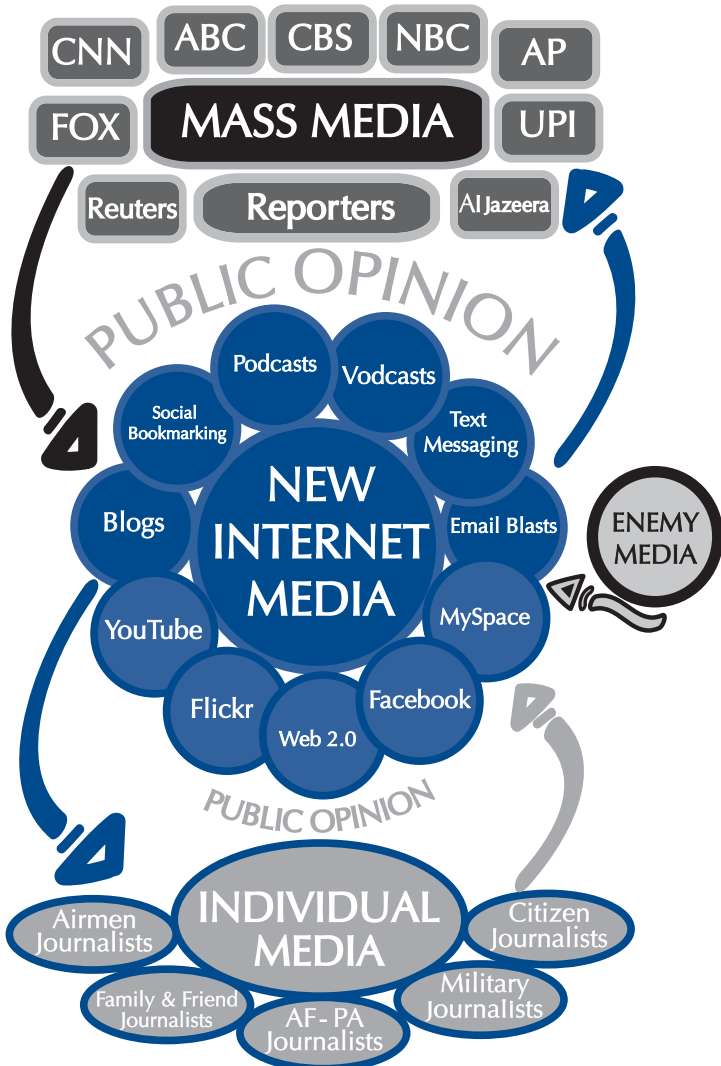 CNN
ABC
CBS
NBC
AP
FOX
MASS MEDIA
UPI
Reuters
Reporters
Al Jazeera
PUBLIC OPINION
Podcasts
Vodcasts
Social
Bookmarking
Text
Messaging
Blogs
NEW
INTERNET
MEDIA
Email Blasts
ENEMY
MEDIA
YouTube
MySpace
Flickr
Facebook
Web 2.0
PUBLIC OPINION
INDIVIDUAL
MEDIA
Airmen
Journalists
Citizen
Journalists
Family & Friend
Journalists
AF - PA
Journalists
Military
Journalists